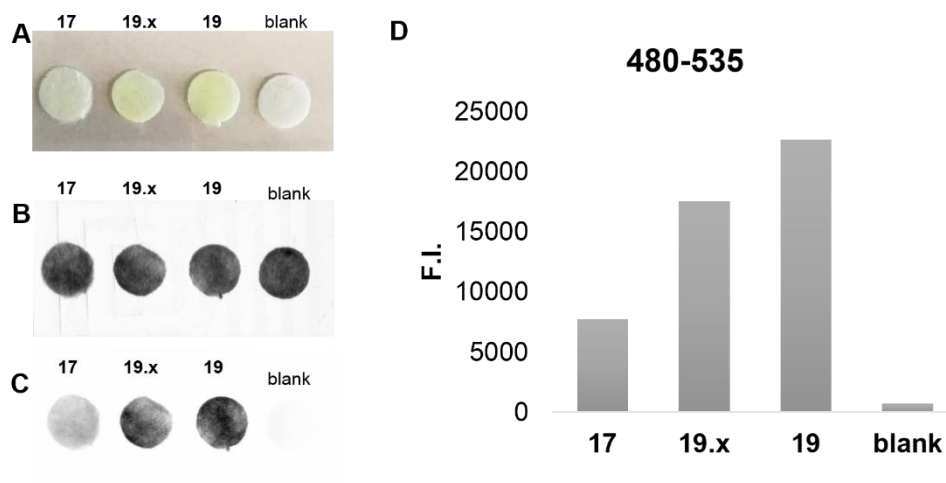 A
17 19.x 19 blank
B
17 19.x 19 blank
C
17 19.x 19 blank
D
480-535
F.I.
25000
20000
15000
10000
5000
0
17 19.x 19 blank